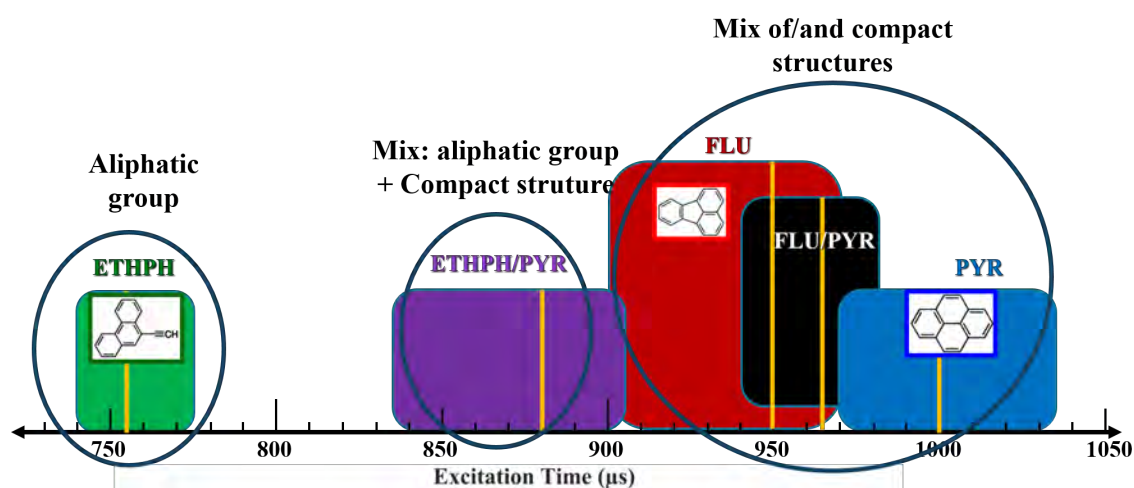 Mix of/and compact
structures
Aliphatic
group
Mix: aliphatic group
+ Compact struture
FLU
ETHPH
ETHPH/PYR
FLU/PYR
PYR
≡CH
750
800
850
900
950
1000
1050
Excitation Time (µs)